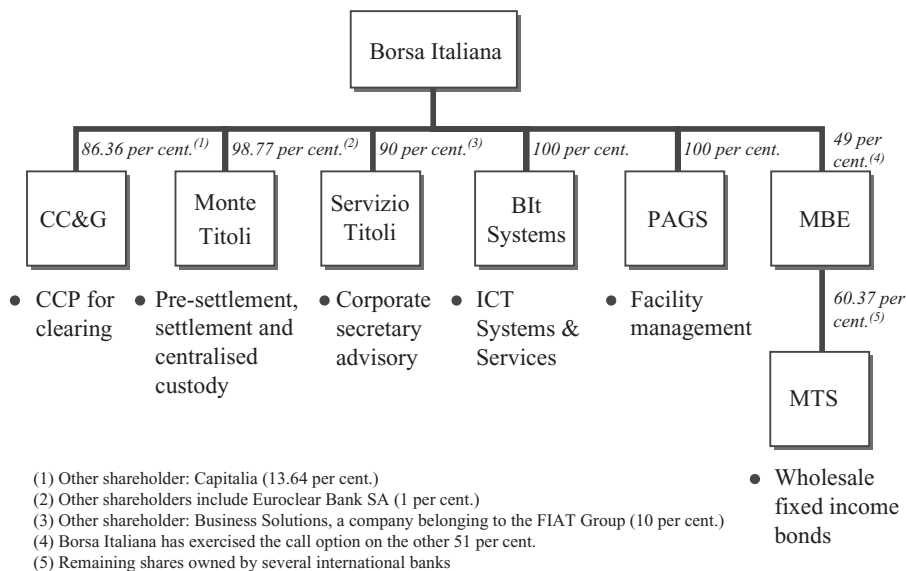 Borsa Italiana
86.36 per cent.(1)
98.77 per cent.(2)
90 per cent.(3)
100 per cent.
100 per cent.
49 per
cent.(4)
CC&G
Monte
Titoli
Servizio
Titoli
BIt
Systems
PAGS
MBE
• CCP for
clearing
• Pre-settlement,
settlement and
centralised
custody
• Corporate
secretary
advisory
• ICT
Systems &
Services
• Facility
management
60.37 per
cent.(5)
MTS
• Wholesale
fixed income
bonds
(1) Other shareholder: Capitalia (13.64 per cent.)
(2) Other shareholders include Euroclear Bank SA (1 per cent.)
(3) Other shareholder: Business Solutions, a company belonging to the FIAT Group (10 per cent.)
(4) Borsa Italiana has exercised the call option on the other 51 per cent.
(5) Remaining shares owned by several international banks